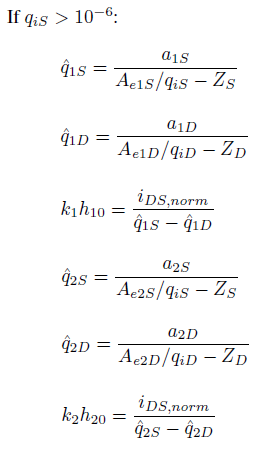 If $q_{iS} > 10^{-6}$:
$\hat{q}_{1S} = \frac{a_{1S}}{A_{e1S}/q_{iS} - Z_S}$
$\hat{q}_{1D} = \frac{a_{1D}}{A_{e1D}/q_{iD} - Z_D}$
$k_1 h_{10} = \frac{i_{DS,norm}}{\hat{q}_{1S} - \hat{q}_{1D}}$
$\hat{q}_{2S} = \frac{a_{2S}}{A_{e2S}/q_{iS} - Z_S}$
$\hat{q}_{2D} = \frac{a_{2D}}{A_{e2D}/q_{iD} - Z_D}$
$k_2 h_{20} = \frac{i_{DS,norm}}{\hat{q}_{2S} - \hat{q}_{2D}}$